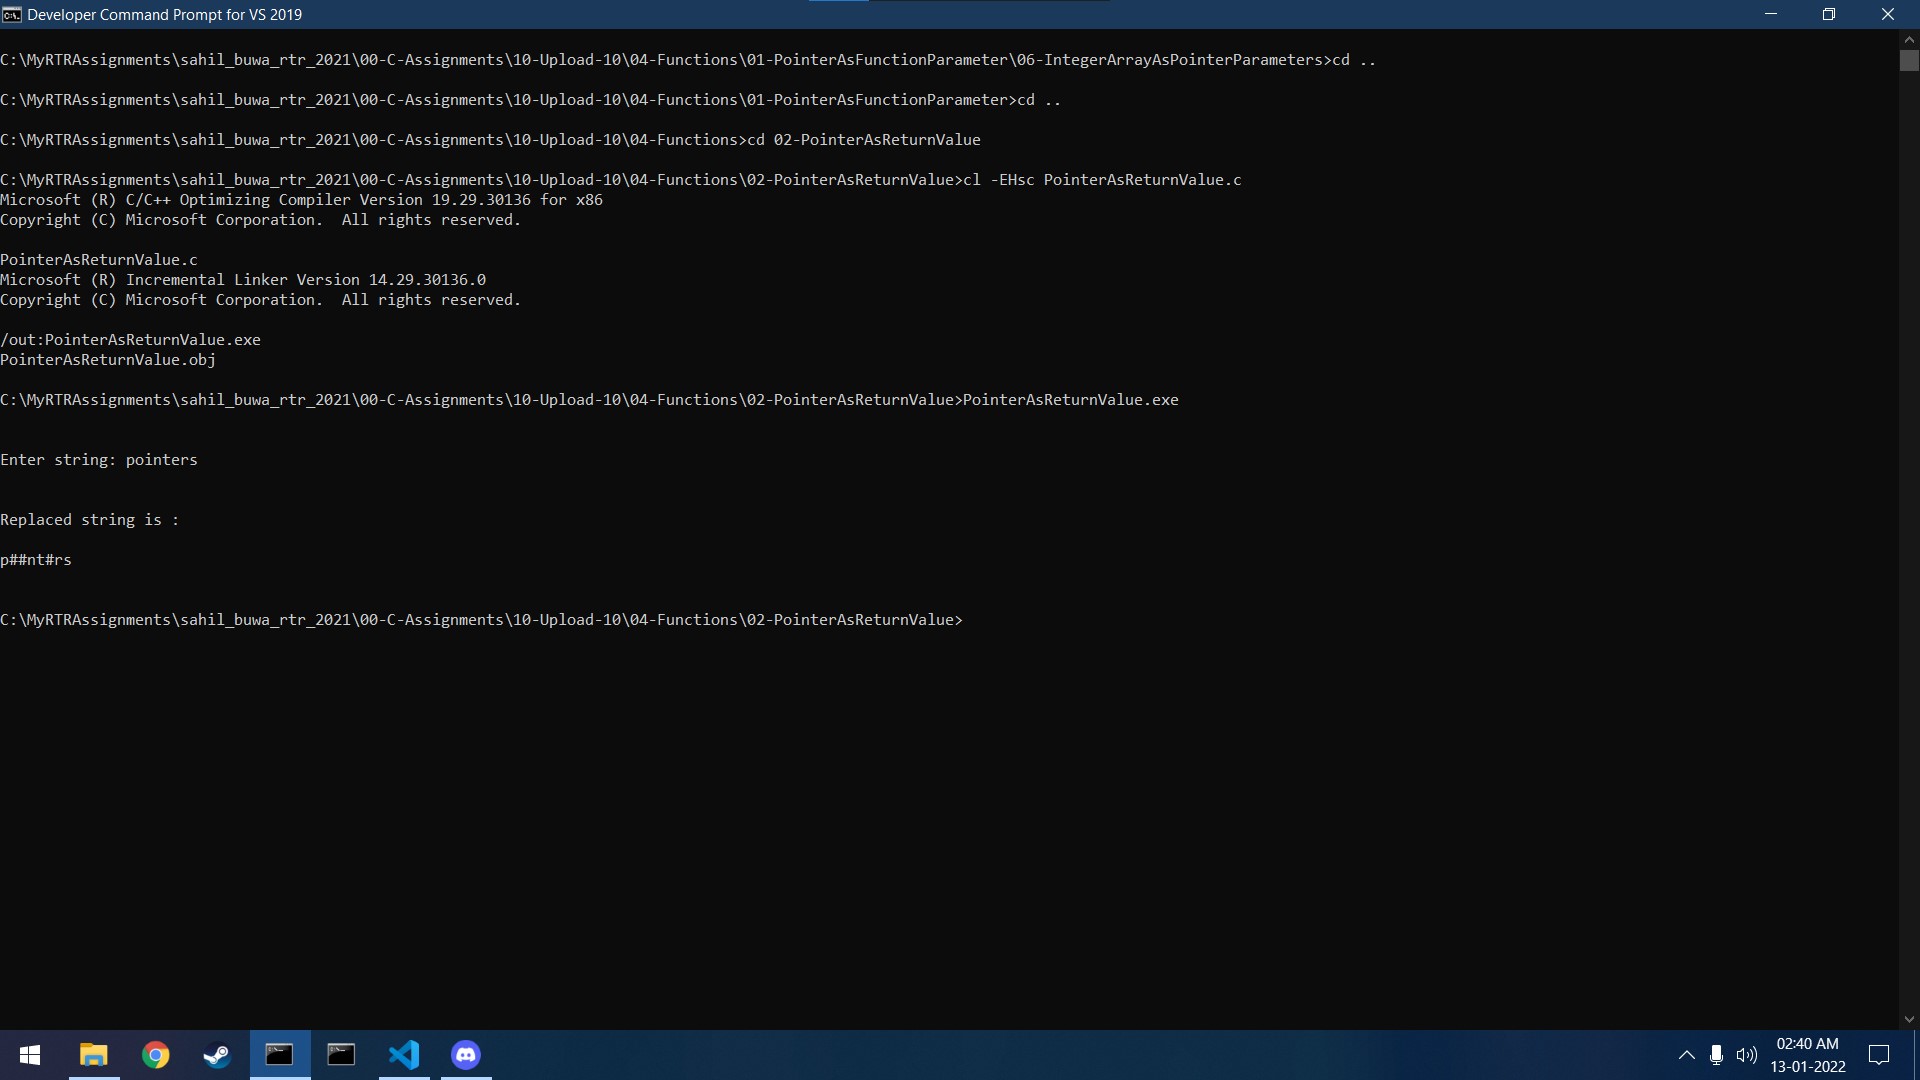 Developer Command Prompt for VS 2019
C:\MyRTRAssignments\sahil_buwa_rtr_2021\00-C-Assignments\10-Upload-10\04-Functions\01-PointerAsFunctionParameter\06-IntegerArrayAsPointerParameters>cd ..
C:\MyRTRAssignments\sahil_buwa_rtr_2021\00-C-Assignments\10-Upload-10\04-Functions\01-PointerAsFunctionParameter>cd ..
C:\MyRTRAssignments\sahil_buwa_rtr_2021\00-C-Assignments\10-Upload-10\04-Functions>cd 02-PointerAsReturnValue
C:\MyRTRAssignments\sahil_buwa_rtr_2021\00-C-Assignments\10-Upload-10\04-Functions\02-PointerAsReturnValue>cl -EHsc PointerAsReturnValue.c
Microsoft (R) C/C++ Optimizing Compiler Version 19.29.30136 for x86
Copyright (C) Microsoft Corporation.  All rights reserved.
PointerAsReturnValue.c
Microsoft (R) Incremental Linker Version 14.29.30136.0
Copyright (C) Microsoft Corporation.  All rights reserved.
/out:PointerAsReturnValue.exe
PointerAsReturnValue.obj
C:\MyRTRAssignments\sahil_buwa_rtr_2021\00-C-Assignments\10-Upload-10\04-Functions\02-PointerAsReturnValue>PointerAsReturnValue.exe
Enter string: pointers
Replaced string is :
p##nt#rs
C:\MyRTRAssignments\sahil_buwa_rtr_2021\00-C-Assignments\10-Upload-10\04-Functions\02-PointerAsReturnValue>
02:40 AM
13-01-2022